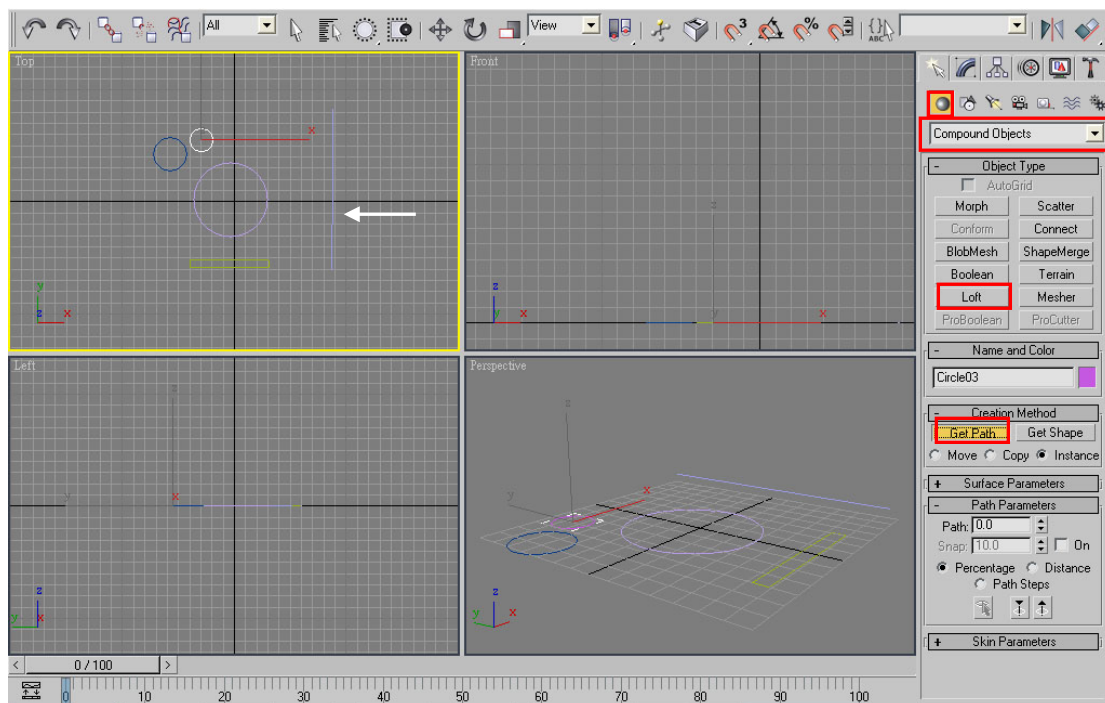 All
View
ABC
Top
x
y
z
x
Front
z
y
x
z
y
x
Left
z
y
x
z
y
x
Perspective
z
y
x
z
y
x
Compound Objects
- Object Type
AutoGrid
Morph Scatter
Conform Connect
BlobMesh ShapeMerge
Boolean Terrain
Loft Mesher
ProBoolean ProCutter
- Name and Color
Circle03
- Creation Method
Get Path Get Shape
Move Copy Instance
+ Surface Parameters
- Path Parameters
Path: 0.0
Snap: 10.0 On
Percentage Distance
Path Steps
+ Skin Parameters
< 0 / 100 >
0 10 20 30 40 50 60 70 80 90 100